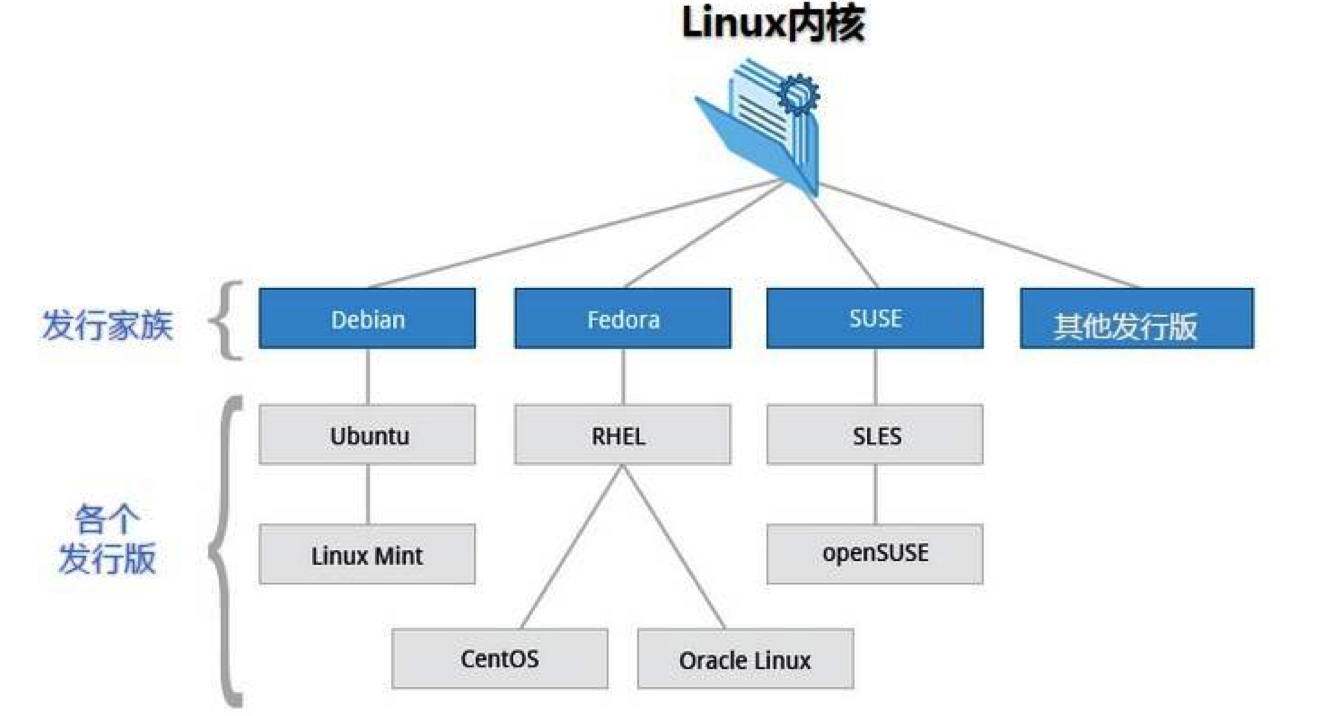 Linux内核
发行家族
Debian
Fedora
SUSE
其他发行版
各个
发行版
Ubuntu
RHEL
SLES
Linux Mint
openSUSE
CentOS
Oracle Linux